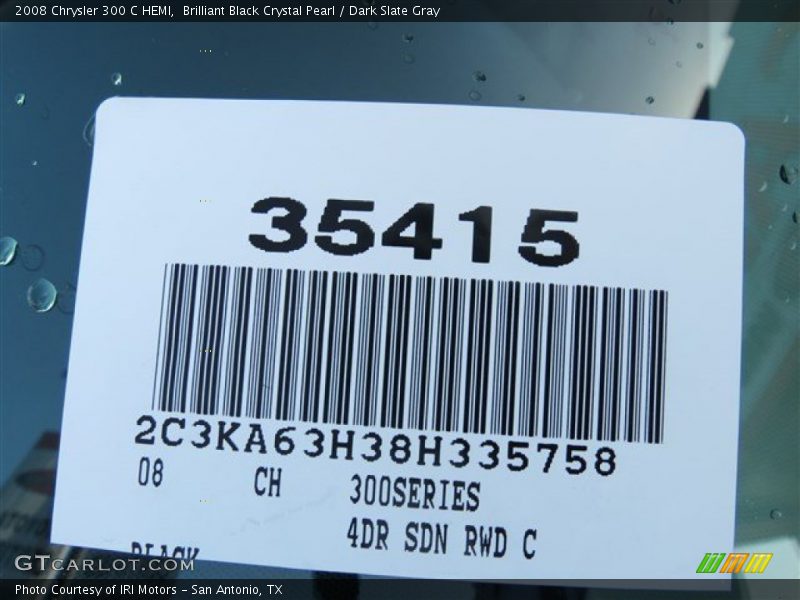 2008 Chrysler 300 C HEMI,  Brilliant Black Crystal Pearl / Dark Slate Gray
35415
2C3KA63H38H335758
08 CH 300SERIES
4DR SDN RWD C
BLACK
GTCARLOT.COM
Photo Courtesy of IRI Motors – San Antonio, TX